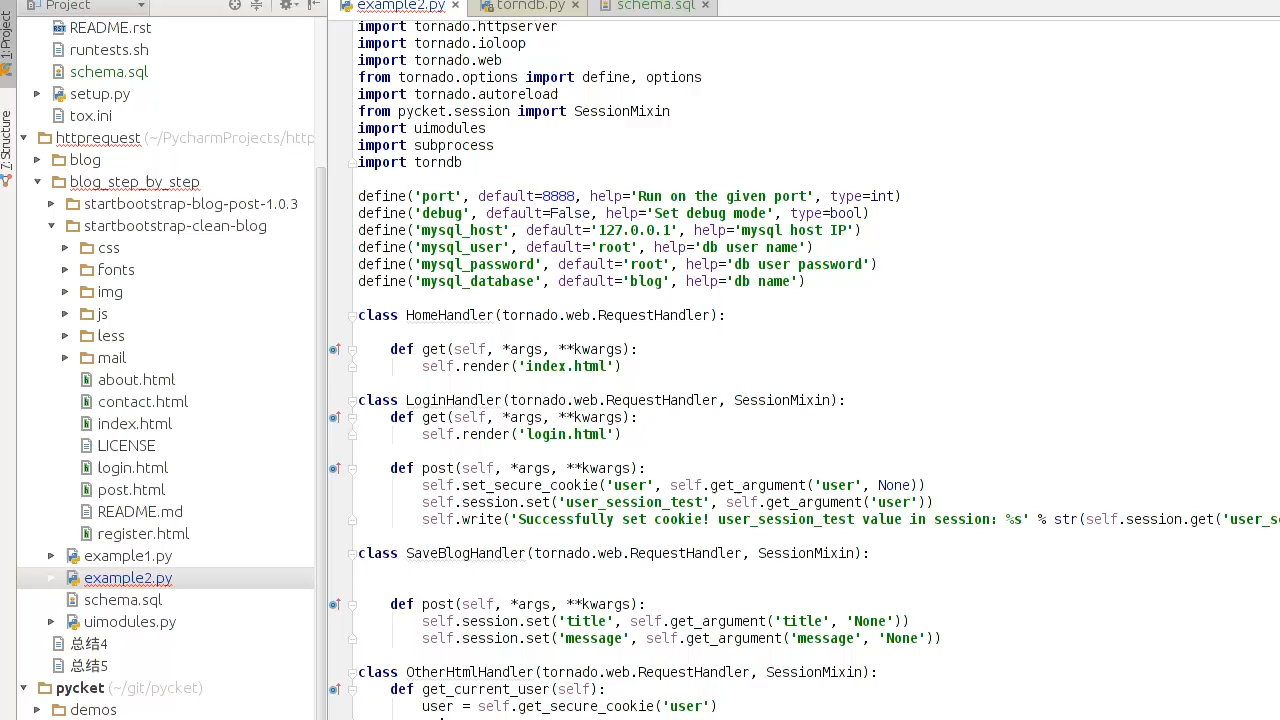 Project
example2.py
torndb.py
schema.sql
1: Project
7: Structure
README.rst
runtests.sh
schema.sql
setup.py
tox.ini
httprequest (~/PycharmProjects/http
blog
blog_step_by_step
startbootstrap-blog-post-1.0.3
startbootstrap-clean-blog
css
fonts
img
js
less
mail
about.html
contact.html
index.html
LICENSE
login.html
post.html
README.md
register.html
example1.py
example2.py
schema.sql
uimodules.py
总结4
总结5
pycket (~/git/pycket)
demos
import tornado.httpserver
import tornado.ioloop
import tornado.web
from tornado.options import define, options
import tornado.autoreload
from pycket.session import SessionMixin
import uimodules
import subprocess
import torndb
define('port', default=8888, help='Run on the given port', type=int)
define('debug', default=False, help='Set debug mode', type=bool)
define('mysql_host', default='127.0.0.1', help='mysql host IP')
define('mysql_user', default='root', help='db user name')
define('mysql_password', default='root', help='db user password')
define('mysql_database', default='blog', help='db name')
class HomeHandler(tornado.web.RequestHandler):
def get(self, *args, **kwargs):
self.render('index.html')
class LoginHandler(tornado.web.RequestHandler, SessionMixin):
def get(self, *args, **kwargs):
self.render('login.html')
def post(self, *args, **kwargs):
self.set_secure_cookie('user', self.get_argument('user', None))
self.session.set('user_session_test', self.get_argument('user'))
self.write('Successfully set cookie! user_session_test value in session: %s' % str(self.session.get('user_s
class SaveBlogHandler(tornado.web.RequestHandler, SessionMixin):
def post(self, *args, **kwargs):
self.session.set('title', self.get_argument('title', 'None'))
self.session.set('message', self.get_argument('message', 'None'))
class OtherHtmlHandler(tornado.web.RequestHandler, SessionMixin):
def get_current_user(self):
user = self.get_secure_cookie('user')